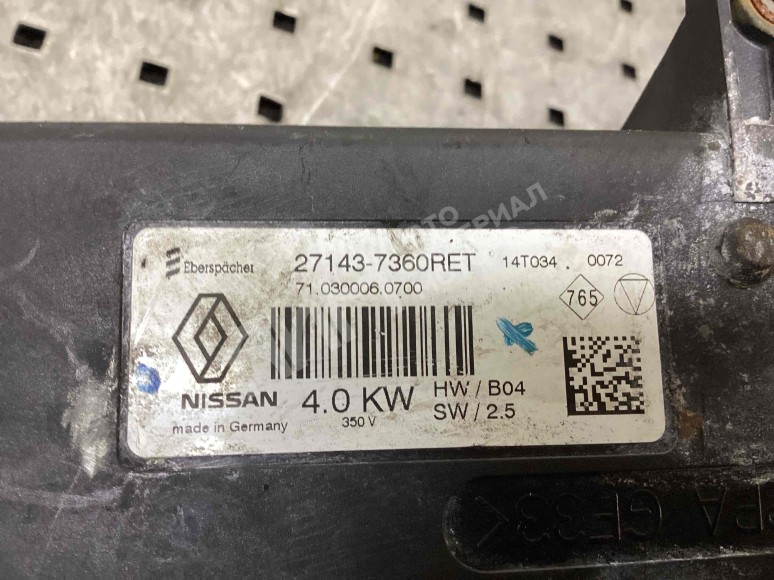 Eberspächer 27143-7360RET 14T034 . 0072
71.030006.0700
765
NISSAN 4.0 KW HW / B04
350 V SW / 2.5
made in Germany